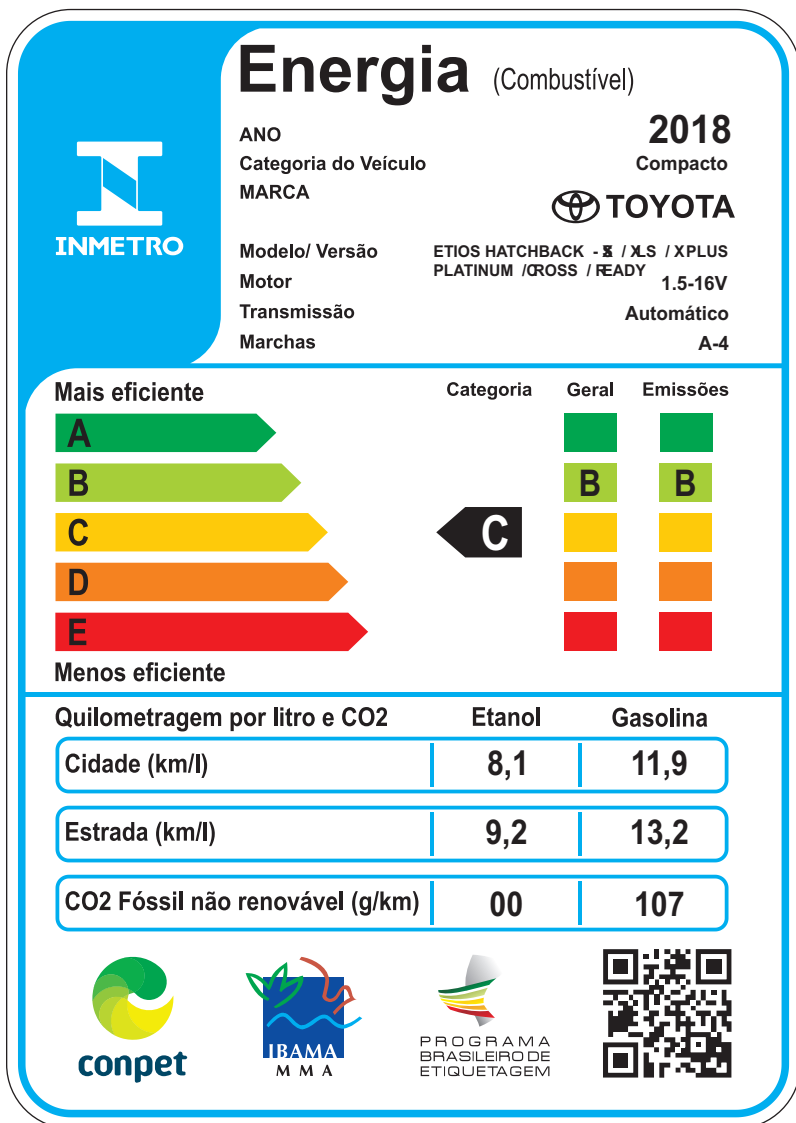 Energia (Combustível)
ANO 2018
Categoria do Veículo Compacto
MARCA TOYOTA
INMETRO
Modelo/ Versão ETIOS HATCHBACK - / XLS / XPLUS
PLATINUM /CROSS / READY
Motor 1.5-16V
Transmissão Automático
Marchas A-4
Mais eficiente Categoria Geral Emissões
A
B B B
C C
D
E
Menos eficiente
Quilometragem por litro e CO2 Etanol Gasolina
Cidade (km/l) 8,1 11,9
Estrada (km/l) 9,2 13,2
CO2 Fóssil não renovável (g/km) 00 107
conpet
IBAMA
MMA
PROGRAMA
BRASILEIRO DE
ETIQUETAGEM